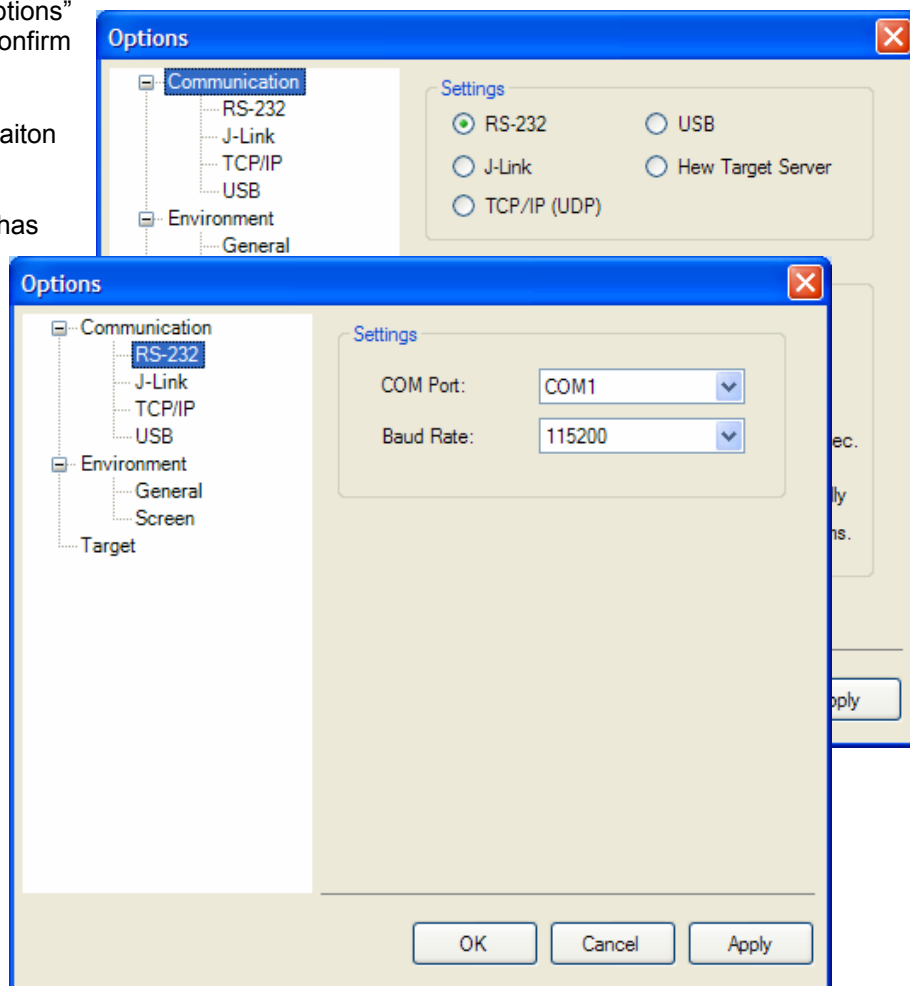 Options
Communication
RS-232
J-Link
TCP/IP
USB
Environment
General
Settings
RS-232 USB
J-Link Hew Target Server
TCP/IP (UDP)
has
Options
Communication
RS-232
J-Link
TCP/IP
USB
Environment
General
Screen
Target
Settings
COM Port: COM1
Baud Rate: 115200
OK Cancel Apply